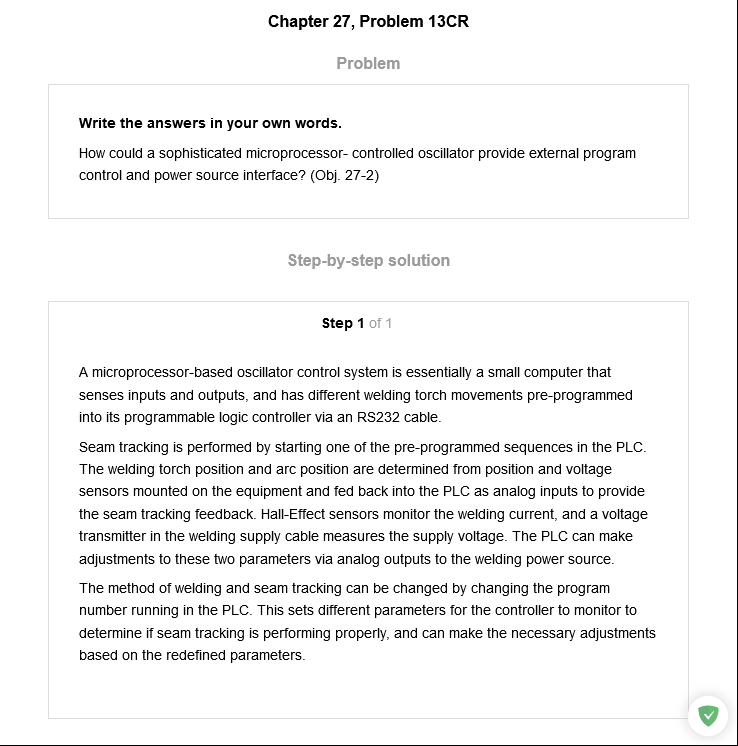 Chapter 27, Problem 13CR
Problem
Write the answers in your own words.
How could a sophisticated microprocessor- controlled oscillator provide external program
control and power source interface? (Obj. 27-2)
Step-by-step solution
Step 1 of 1
A microprocessor-based oscillator control system is essentially a small computer that
senses inputs and outputs, and has different welding torch movements pre-programmed
into its programmable logic controller via an RS232 cable.
Seam tracking is performed by starting one of the pre-programmed sequences in the PLC.
The welding torch position and arc position are determined from position and voltage
sensors mounted on the equipment and fed back into the PLC as analog inputs to provide
the seam tracking feedback. Hall-Effect sensors monitor the welding current, and a voltage
transmitter in the welding supply cable measures the supply voltage. The PLC can make
adjustments to these two parameters via analog outputs to the welding power source.
The method of welding and seam tracking can be changed by changing the program
number running in the PLC. This sets different parameters for the controller to monitor to
determine if seam tracking is performing properly, and can make the necessary adjustments
based on the redefined parameters.